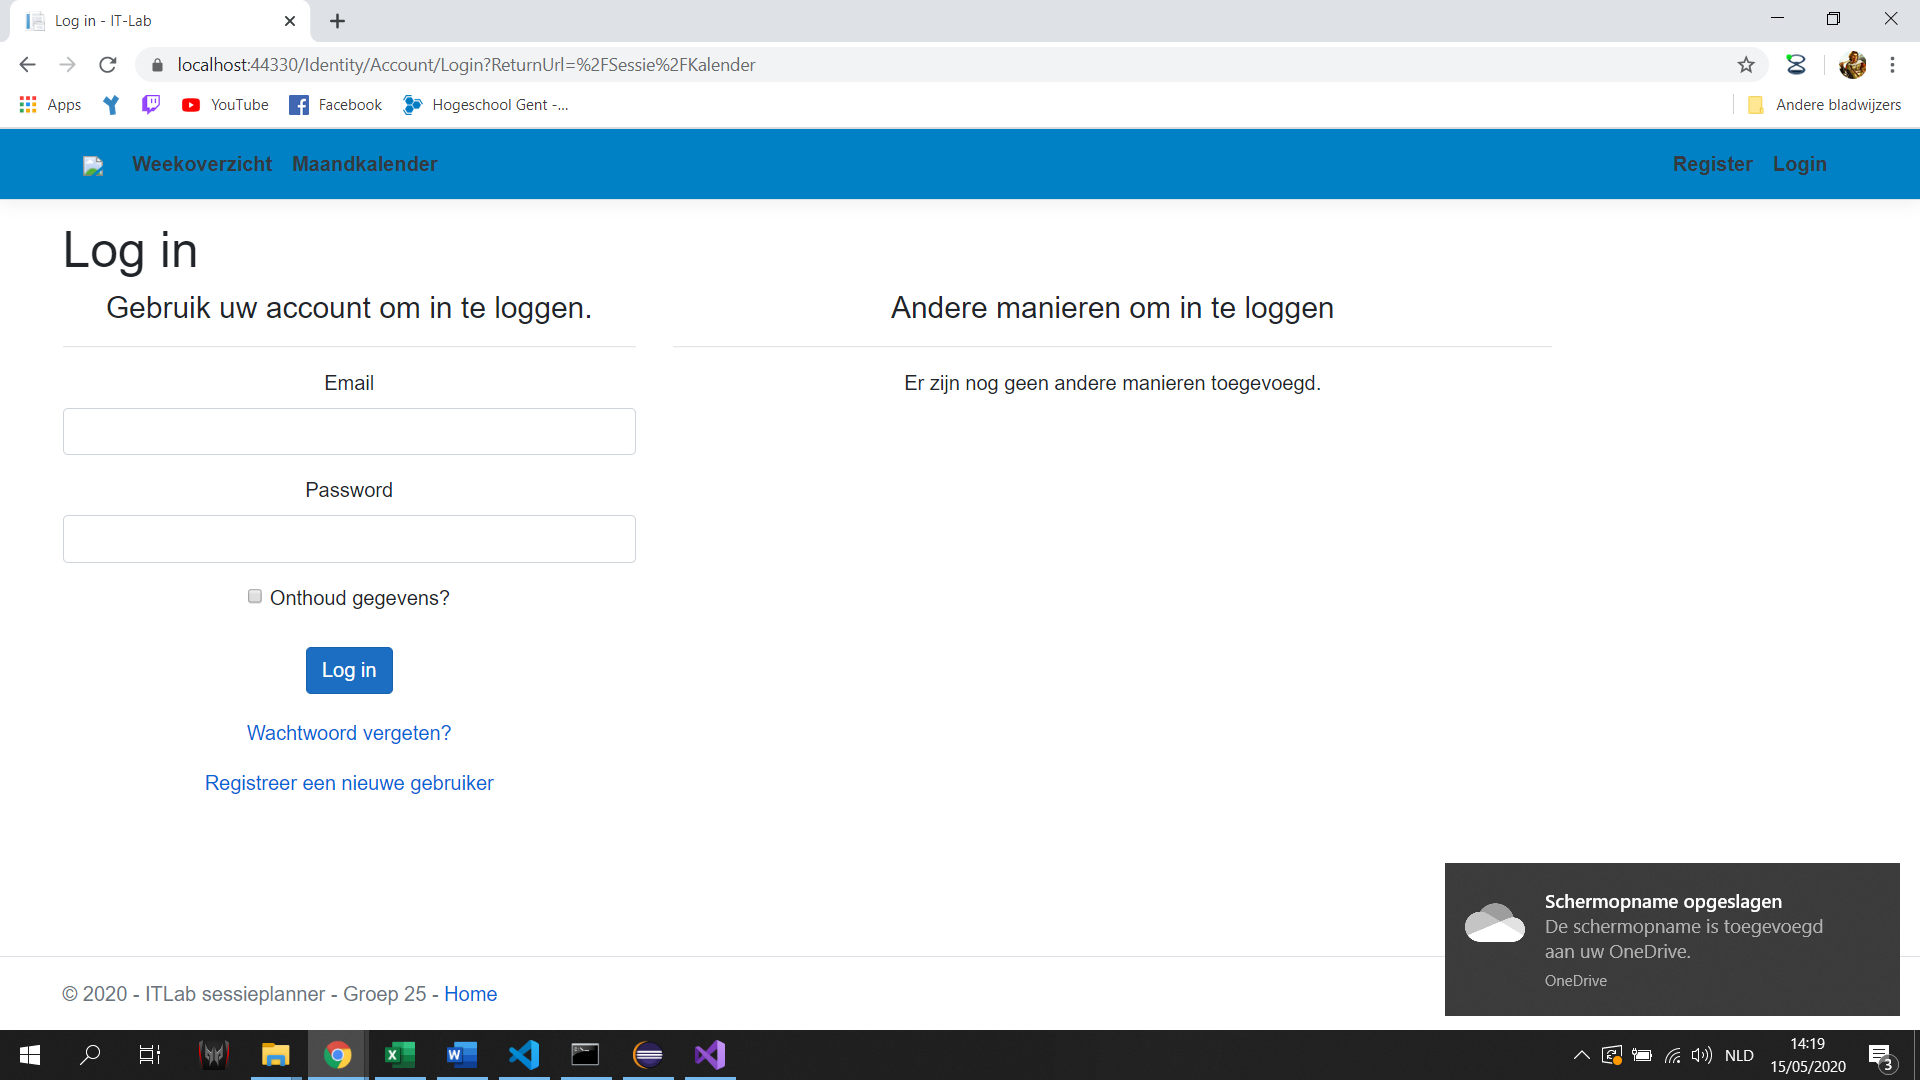 Log in - IT-Lab
localhost:44330/Identity/Account/Login?ReturnUrl=%2FSessie%2FKalender
Apps
YouTube
Facebook
Hogeschool Gent -...
Andere bladwijzers
Weekoverzicht
Maandkalender
Register
Login
Log in
Gebruik uw account om in te loggen.
Andere manieren om in te loggen
Email
Er zijn nog geen andere manieren toegevoegd.
Password
Onthoud gegevens?
Log in
Wachtwoord vergeten?
Registreer een nieuwe gebruiker
Schermopname opgeslagen
De schermopname is toegevoegd
aan uw OneDrive.
OneDrive
© 2020 - ITLab sessieplanner - Groep 25 - Home
NLD
14:19
15/05/2020
3